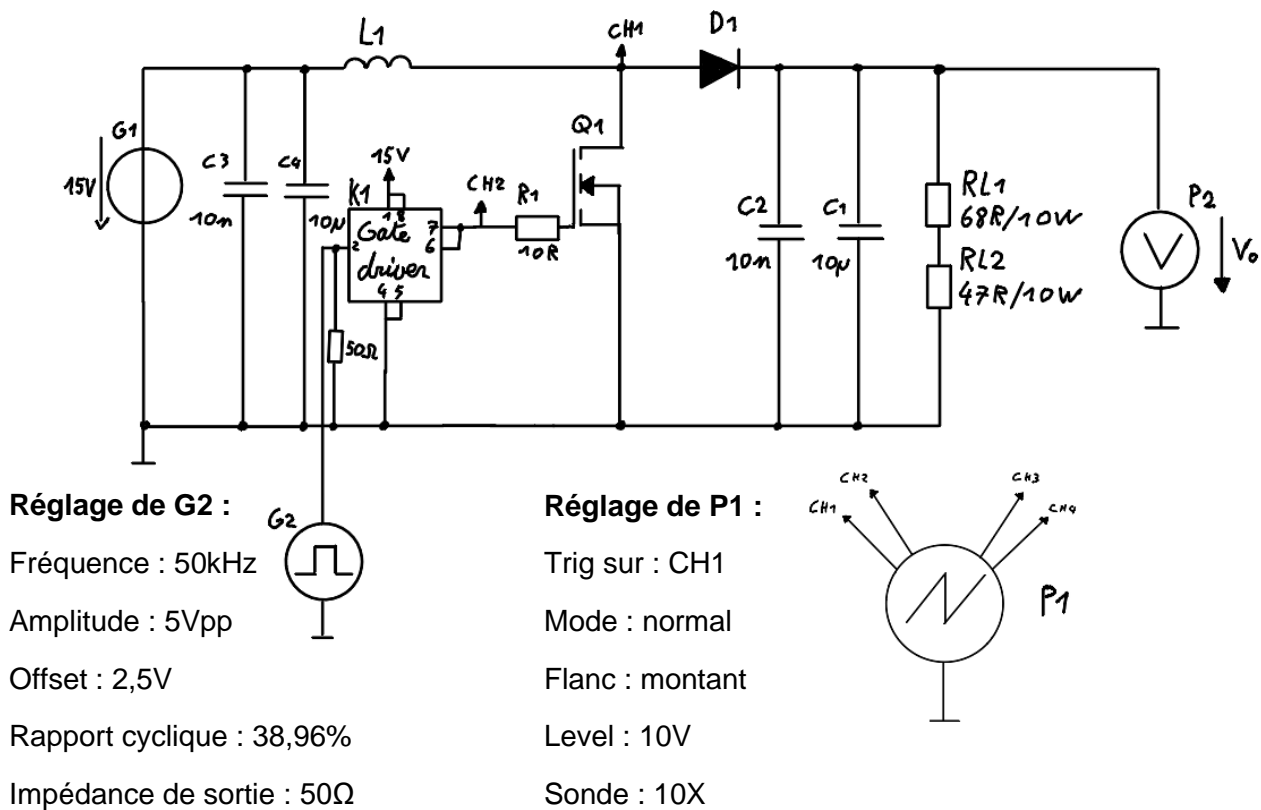 L1
CH1
D1
G1
15V
C3
10n
C4
10µ
K1
15V
1 8
Gate
driver
2
7
6
4 5
50Ω
CH2
R1
10R
Q1
C2
10n
C1
10µ
RL1
68R/10W
RL2
47R/10W
P2
V
Vo
Réglage de G2 :
Fréquence : 50kHz
Amplitude : 5Vpp
Offset : 2,5V
Rapport cyclique : 38,96%
Impédance de sortie : 50Ω
G2
Réglage de P1 :
Trig sur : CH1
Mode : normal
Flanc : montant
Level : 10V
Sonde : 10X
CH1
CH2
CH3
CH4
P1